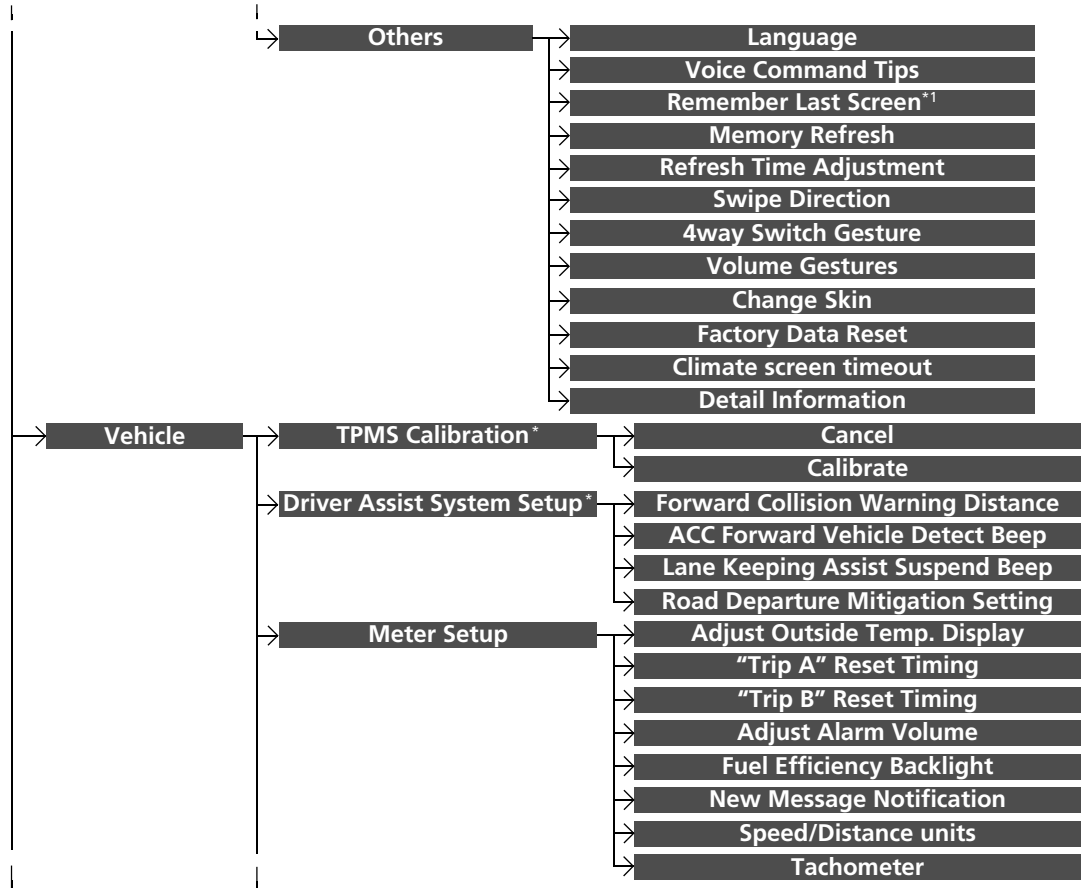 Others
Language
Voice Command Tips
Remember Last Screen*1
Memory Refresh
Refresh Time Adjustment
Swipe Direction
4way Switch Gesture
Volume Gestures
Change Skin
Factory Data Reset
Climate screen timeout
Detail Information
Vehicle
TPMS Calibration*
Cancel
Calibrate
Driver Assist System Setup*
Forward Collision Warning Distance
ACC Forward Vehicle Detect Beep
Lane Keeping Assist Suspend Beep
Road Departure Mitigation Setting
Meter Setup
Adjust Outside Temp. Display
“Trip A” Reset Timing
“Trip B” Reset Timing
Adjust Alarm Volume
Fuel Efficiency Backlight
New Message Notification
Speed/Distance units
Tachometer